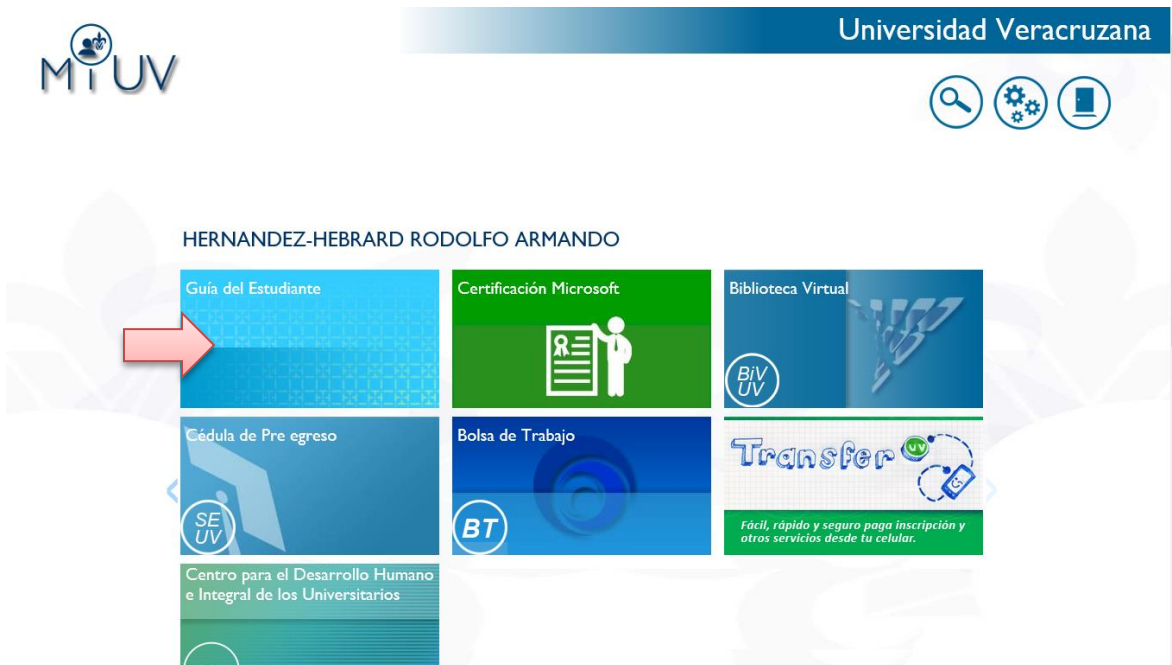 Universidad Veracruzana
MiUV
HERNANDEZ-HEBRARD RODOLFO ARMANDO
Guía del Estudiante
Certificación Microsoft
Biblioteca Virtual
BiV
UV
Cédula de Pre egreso
SE
UV
Bolsa de Trabajo
BT
Transfer UV
Fácil, rápido y seguro paga inscripción y
otros servicios desde tu celular.
Centro para el Desarrollo Humano
e Integral de los Universitarios